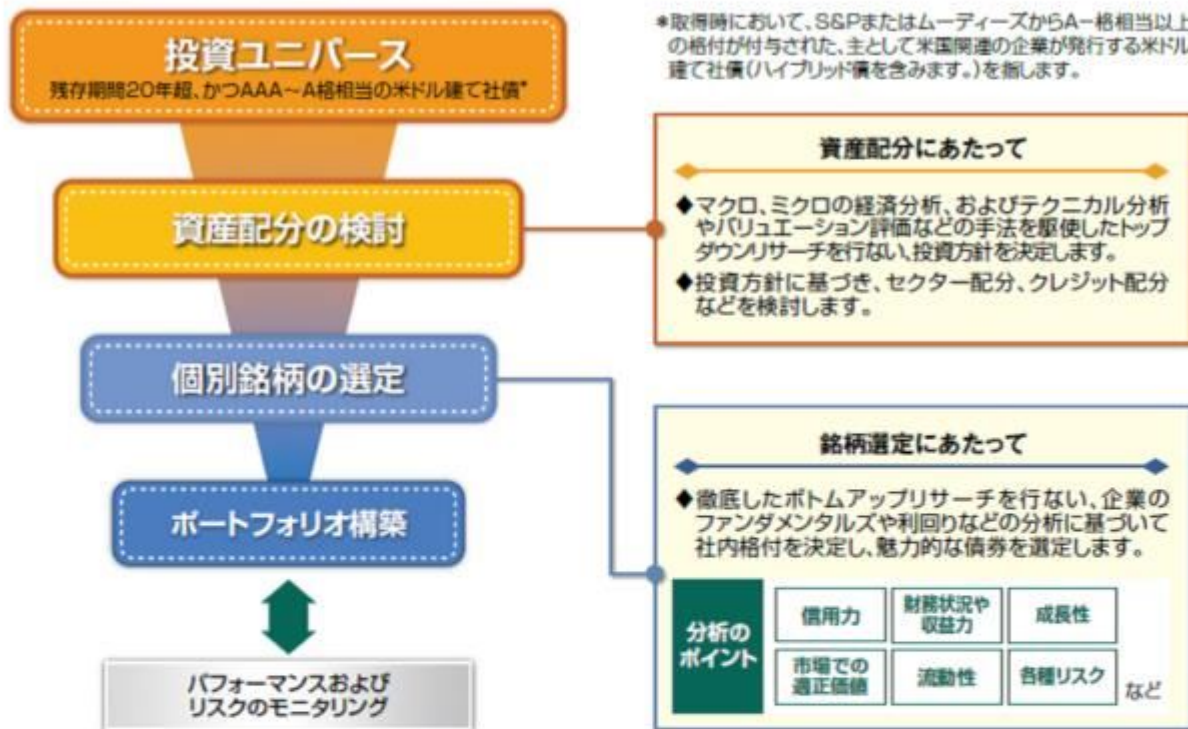 投資ユニバース
残存期間20年超、かつAAA～A格相当の米ドル建て社債*
*取得時において、S&PまたはムーディーズからA－格相当以上
の格付が付与された、主として米国関連の企業が発行する米ドル
建て社債(ハイブリッド債を含みます。)を指します。
資産配分の検討
資産配分にあたって
◆マクロ、ミクロの経済分析、およびテクニカル分析
やバリュエーション評価などの手法を駆使したトップ
ダウンリサーチを行ない、投資方針を決定します。
◆投資方針に基づき、セクター配分、クレジット配分
などを検討します。
個別銘柄の選定
銘柄選定にあたって
◆徹底したボトムアップリサーチを行ない、企業の
ファンダメンタルズや利回りなどの分析に基づいて
社内格付を決定し、魅力的な債券を選定します。
分析の
ポイント
信用力
財務状況や
収益力
成長性
市場での
適正価値
流動性
各種リスク
など
ポートフォリオ構築
パフォーマンスおよび
リスクのモニタリング